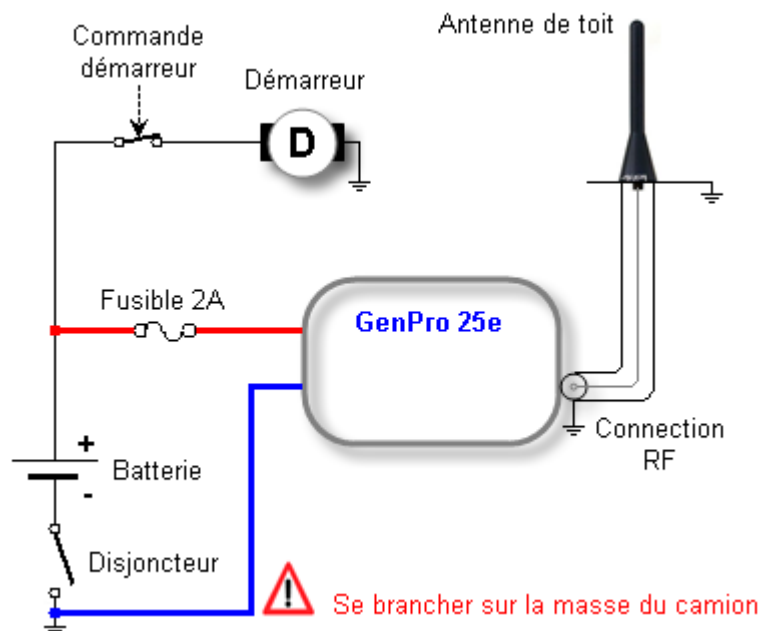 Commande
démarreur
Démarreur
Antenne de toit
D
Fusible 2A
GenPro 25e
Connection
RF
+
Batterie
-
Disjoncteur
Se brancher sur la masse du camion